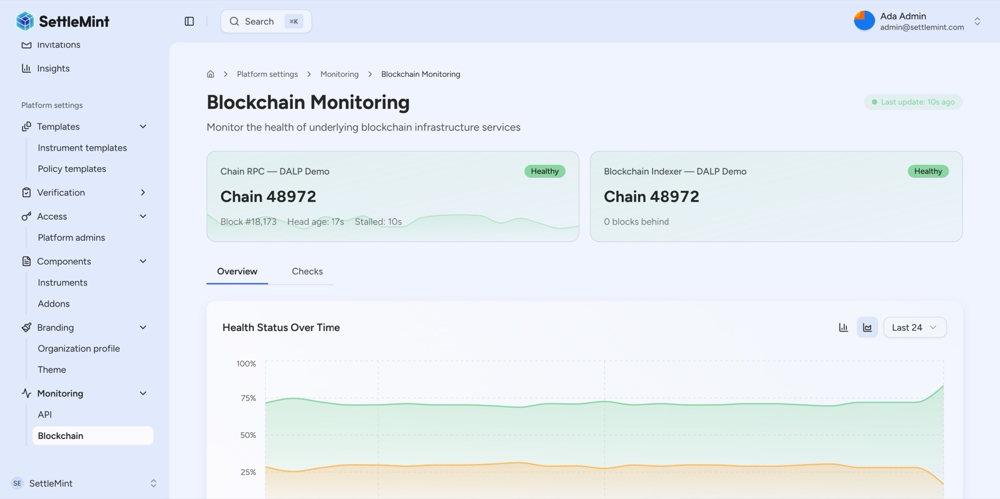 SettleMint
Search ⌘K
Ada Admin
admin@settlemint.com
Invitations
Insights
Platform settings
Templates
Instrument templates
Policy templates
Verification
Access
Platform admins
Components
Instruments
Addons
Branding
Organization profile
Theme
Monitoring
API
Blockchain
SE SettleMint
Platform settings Monitoring Blockchain Monitoring
Blockchain Monitoring
Last update: 10s ago
Monitor the health of underlying blockchain infrastructure services
Chain RPC — DALP Demo Healthy
Chain 48972
Block #18,173 Head age: 17s Stalled: 10s
Blockchain Indexer — DALP Demo Healthy
Chain 48972
0 blocks behind
Overview Checks
Health Status Over Time
Last 24
100%
75%
50%
25%